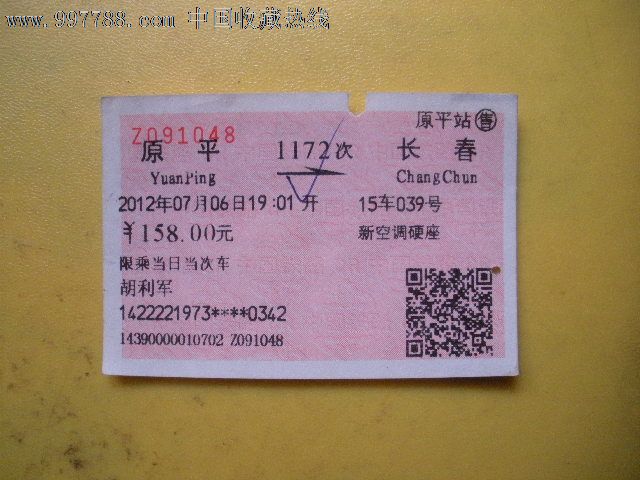 www.997788.com 中国收藏热线
Z091048 原平站 售
原平 1172次 长春
YuanPing ChangChun
2012年07月06日19:01开 15车039号
￥158.00元 新空调硬座
限乘当日当次车
胡利军
1422221973****0342
14390000010702 Z091048